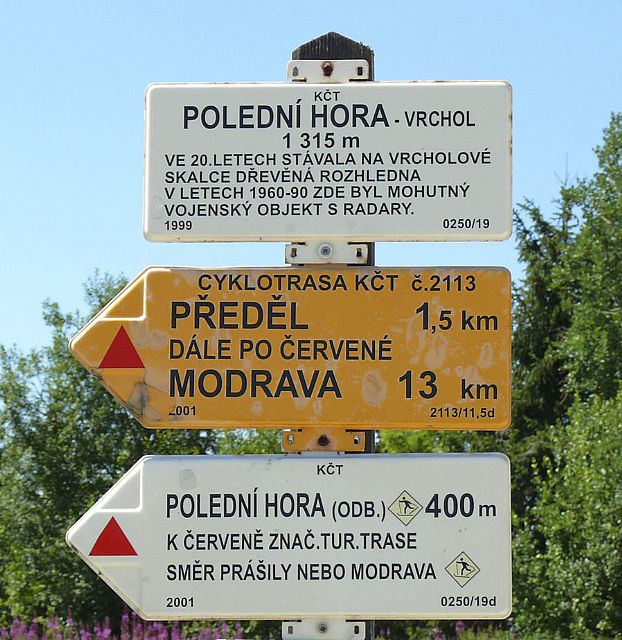 KČT
POLEDNÍ HORA - VRCHOL
1 315 m
VE 20.LETECH STÁVALA NA VRCHOLOVÉ
SKALCE DŘEVĚNÁ ROZHLEDNA
V LETECH 1960-90 ZDE BYL MOHUTNÝ
VOJENSKÝ OBJEKT S RADARY.
1999 0250/19
CYKLOTRASA KČT č.2113
PŘEDĚL 1,5 km
DÁLE PO ČERVENÉ
MODRAVA 13 km
2001 2113/11,5d
KČT
POLEDNÍ HORA (ODB.) 400 m
K ČERVENĚ ZNAČ.TUR.TRASE
SMĚR PRÁŠILY NEBO MODRAVA
2001 0250/19d